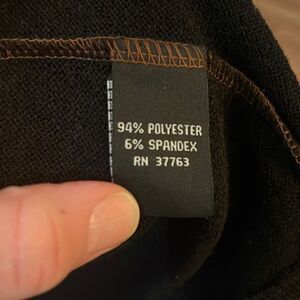 94% POLYESTER
6% SPANDEX
RN 37763